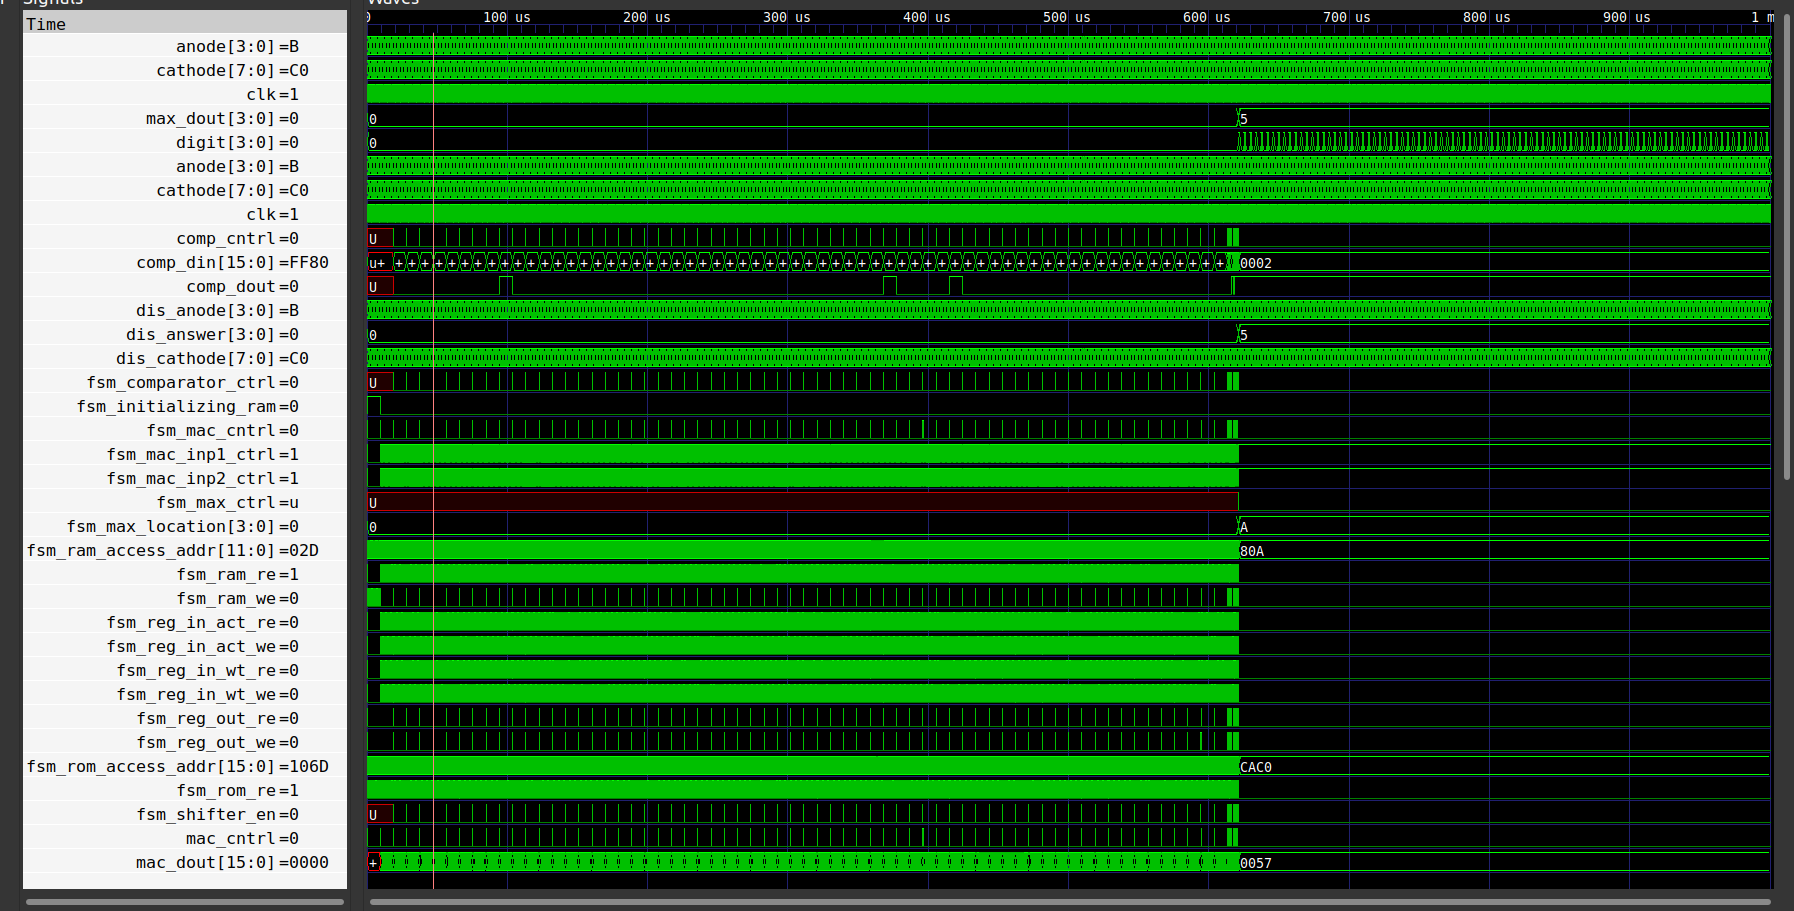 Signals
Waves
Time
0 100 us 200 us 300 us 400 us 500 us 600 us 700 us 800 us 900 us 1 m
anode[3:0]=B
cathode[7:0]=C0
clk=1
max_dout[3:0]=0 0 5
digit[3:0]=0 0
anode[3:0]=B
cathode[7:0]=C0
clk=1
comp_cntrl=0 U
comp_din[15:0]=FF80 u+ + + + + + + + + + + + + + + + + + + + + + + + + + + + + + + + + + + + + + + + + + + + + + + + + + + + + + + + + + + + + + + 0002
comp_dout=0 U
dis_anode[3:0]=B
dis_answer[3:0]=0 0 5
dis_cathode[7:0]=C0
fsm_comparator_ctrl=0 U
fsm_initializing_ram=0
fsm_mac_cntrl=0
fsm_mac_inp1_ctrl=1
fsm_mac_inp2_ctrl=1
fsm_max_ctrl=u U
fsm_max_location[3:0]=0 0 A
fsm_ram_access_addr[11:0]=02D 80A
fsm_ram_re=1
fsm_ram_we=0
fsm_reg_in_act_re=0
fsm_reg_in_act_we=0
fsm_reg_in_wt_re=0
fsm_reg_in_wt_we=0
fsm_reg_out_re=0
fsm_reg_out_we=0
fsm_rom_access_addr[15:0]=106D CAC0
fsm_rom_re=1
fsm_shifter_en=0 U
mac_cntrl=0
mac_dout[15:0]=0000 + 0057